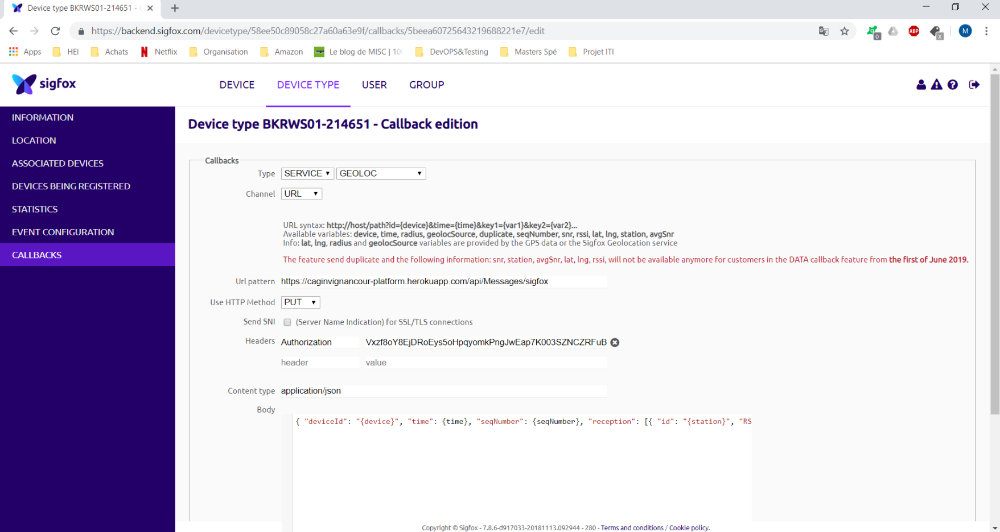 Device type BKRWS01-214651 -
https://backend.sigfox.com/devicetype/58ee50c89058c27a60a63e9f/callbacks/5beea60725643219688221e7/edit
0 ABP X M
Apps HEI Achats Netflix Organisation Amazon Le blog de MISC | 10 DevOPS&Testing Masters Spé Projet ITI
sigfox
DEVICE DEVICE TYPE USER GROUP
INFORMATION
LOCATION
ASSOCIATED DEVICES
DEVICES BEING REGISTERED
STATISTICS
EVENT CONFIGURATION
CALLBACKS
Device type BKRWS01-214651 - Callback edition
Callbacks
Type SERVICE GEOLOC
Channel URL
URL syntax: http://host/path?id={device}&time={time}&key1={var1}&key2={var2}...
Available variables: device, time, radius, geolocSource, duplicate, seqNumber, snr, rssi, lat, lng, station, avgSnr
Info: lat, lng, radius and geolocSource variables are provided by the GPS data or the Sigfox Geolocation service
The feature send duplicate and the following information: snr, station, avgSnr, lat, lng, rssi, will not be available anymore for customers in the DATA callback feature from the first of June 2019.
Url pattern https://caginvignancour-platform.herokuapp.com/api/Messages/sigfox
Use HTTP Method PUT
Send SNI (Server Name Indication) for SSL/TLS connections
Headers Authorization Vxzf8oY8EjDRoEys5oHpqyomkPngJwEap7K003SZNCZRFuB
header value
Content type application/json
Body
{ "deviceId": "{device}", "time": {time}, "seqNumber": {seqNumber}, "reception": [{ "id": "{station}", "RS
Copyright © Sigfox - 7.8.6-d917033-20181113.092944 - 280 - Terms and conditions / Cookie policy.